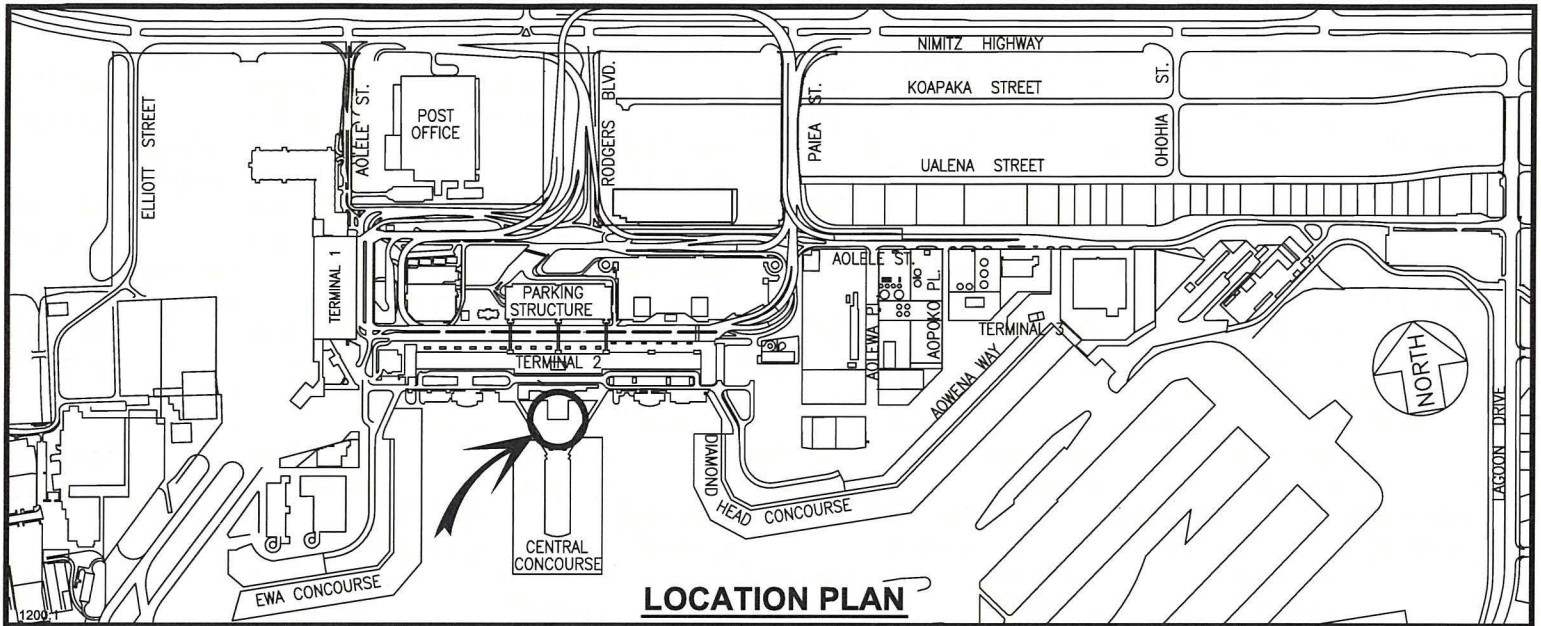 NIMITZ HIGHWAY
KOAPAKA STREET
UALENA STREET
OHOHIA ST.
PAIEA ST.
RODGERS BLVD.
AOLELE ST.
POST
OFFICE
ELLIOTT STREET
TERMINAL 1
PARKING
STRUCTURE
TERMINAL 2
AOLELE ST.
AOPOKO PL.
AOLEWA PL.
TERMINAL 3
AOWENA WAY
NORTH
LAGOON DRIVE
DIAMOND
HEAD CONCOURSE
CENTRAL
CONCOURSE
EWA CONCOURSE
LOCATION PLAN
1200:1